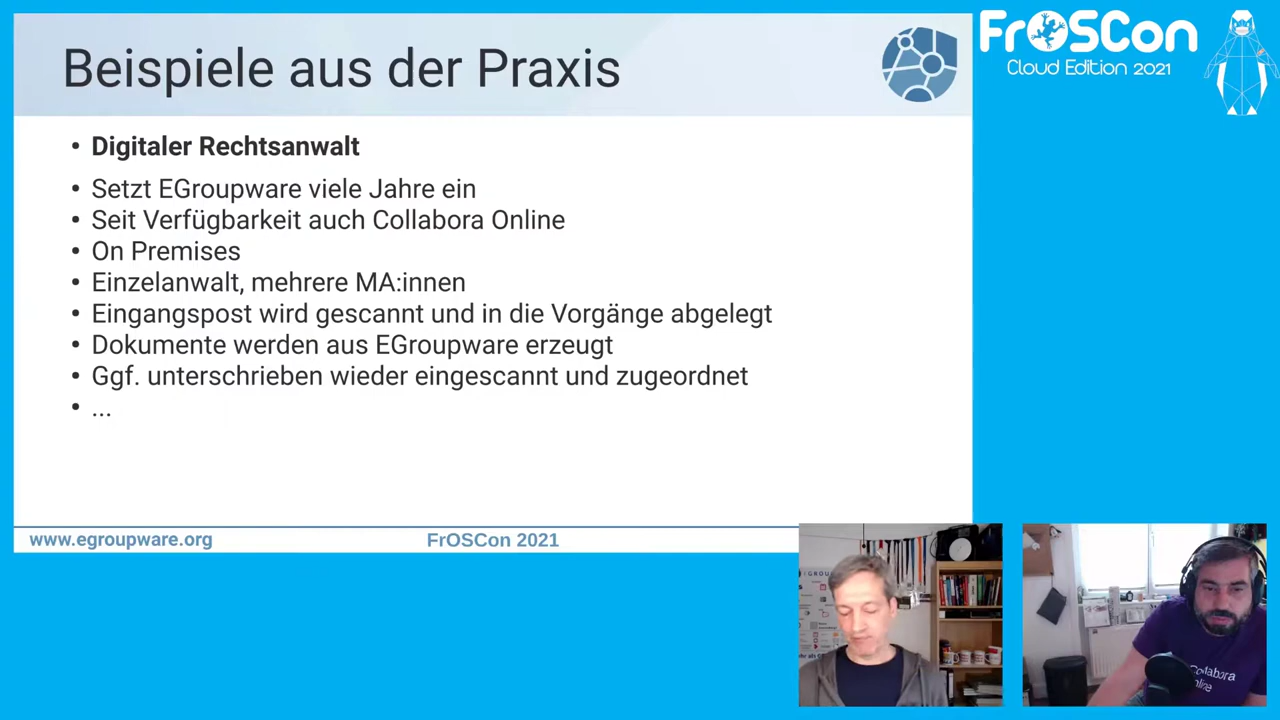 Beispiele aus der Praxis
FrOSCon
Cloud Edition 2021
• Digitaler Rechtsanwalt
• Setzt EGroupware viele Jahre ein
• Seit Verfügbarkeit auch Collabora Online
• On Premises
• Einzelanwalt, mehrere MA:innen
• Eingangspost wird gescannt und in die Vorgänge abgelegt
• Dokumente werden aus EGroupware erzeugt
• Ggf. unterschrieben wieder eingescannt und zugeordnet
• ...
www.egroupware.org
FrOSCon 2021
Collabora